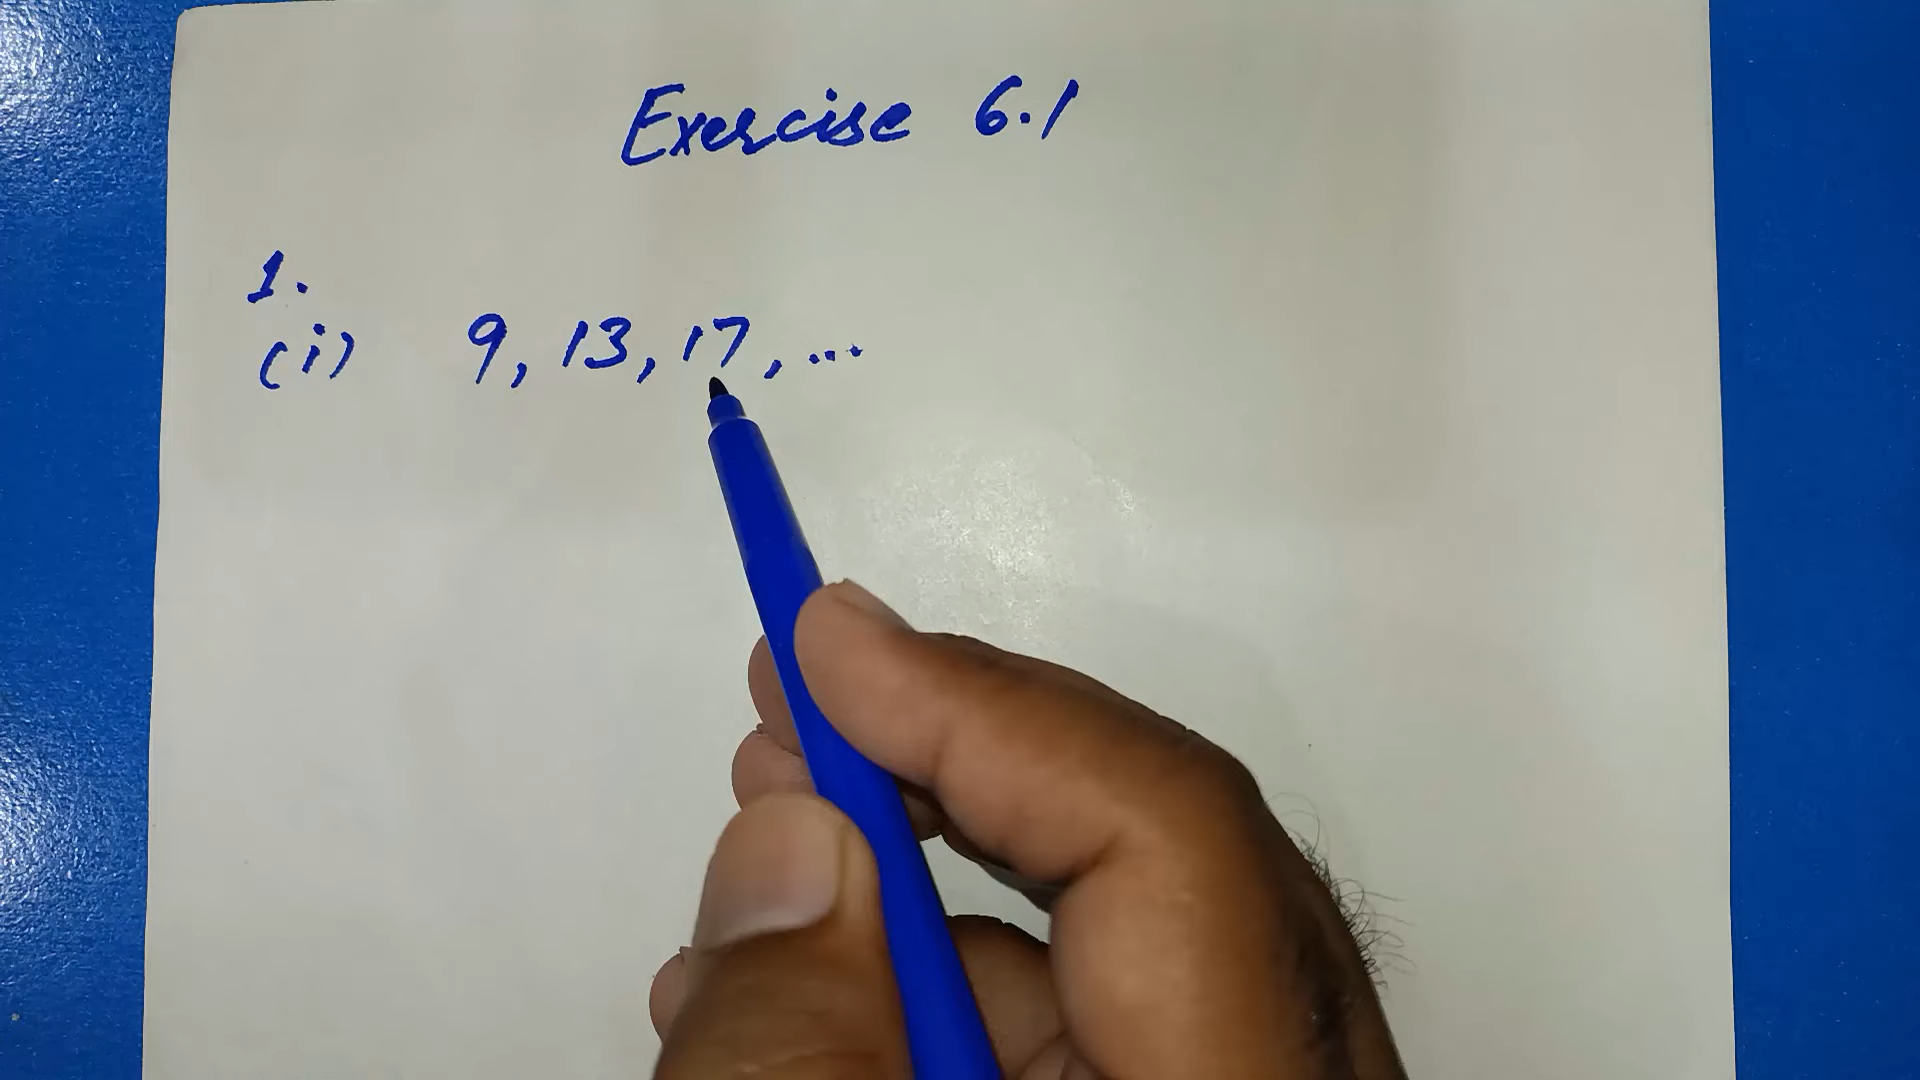 Exercise 6.1
1.
(i) 9, 13, 17, ...